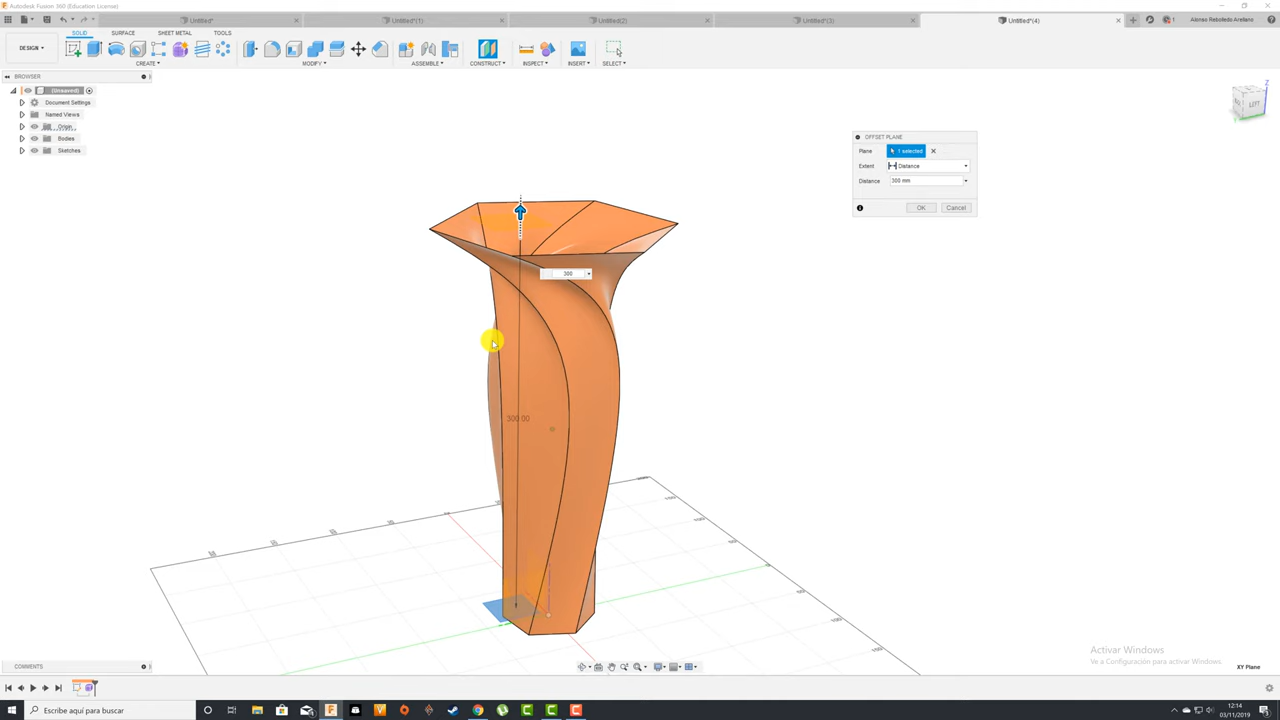 Autodesk Fusion 360 (Education License)
Untitled* Untitled*(1) Untitled(2) Untitled*(3) Untitled*(4) 1 Alonso Rebolledo Arellano
SOLID SURFACE SHEET METAL TOOLS
DESIGN
CREATE MODIFY ASSEMBLE CONSTRUCT INSPECT INSERT SELECT
BROWSER
(Unsaved)
Document Settings
Named Views
Origin
Bodies
Sketches
Z
LEFT
OFFSET PLANE
Plane 1 selected
Extent Distance
Distance 300 mm
OK Cancel
300
300.00
Activar Windows
Ve a Configuración para activar Windows.
COMMENTS
XY Plane
Escribe aquí para buscar
12:14
03/11/2019